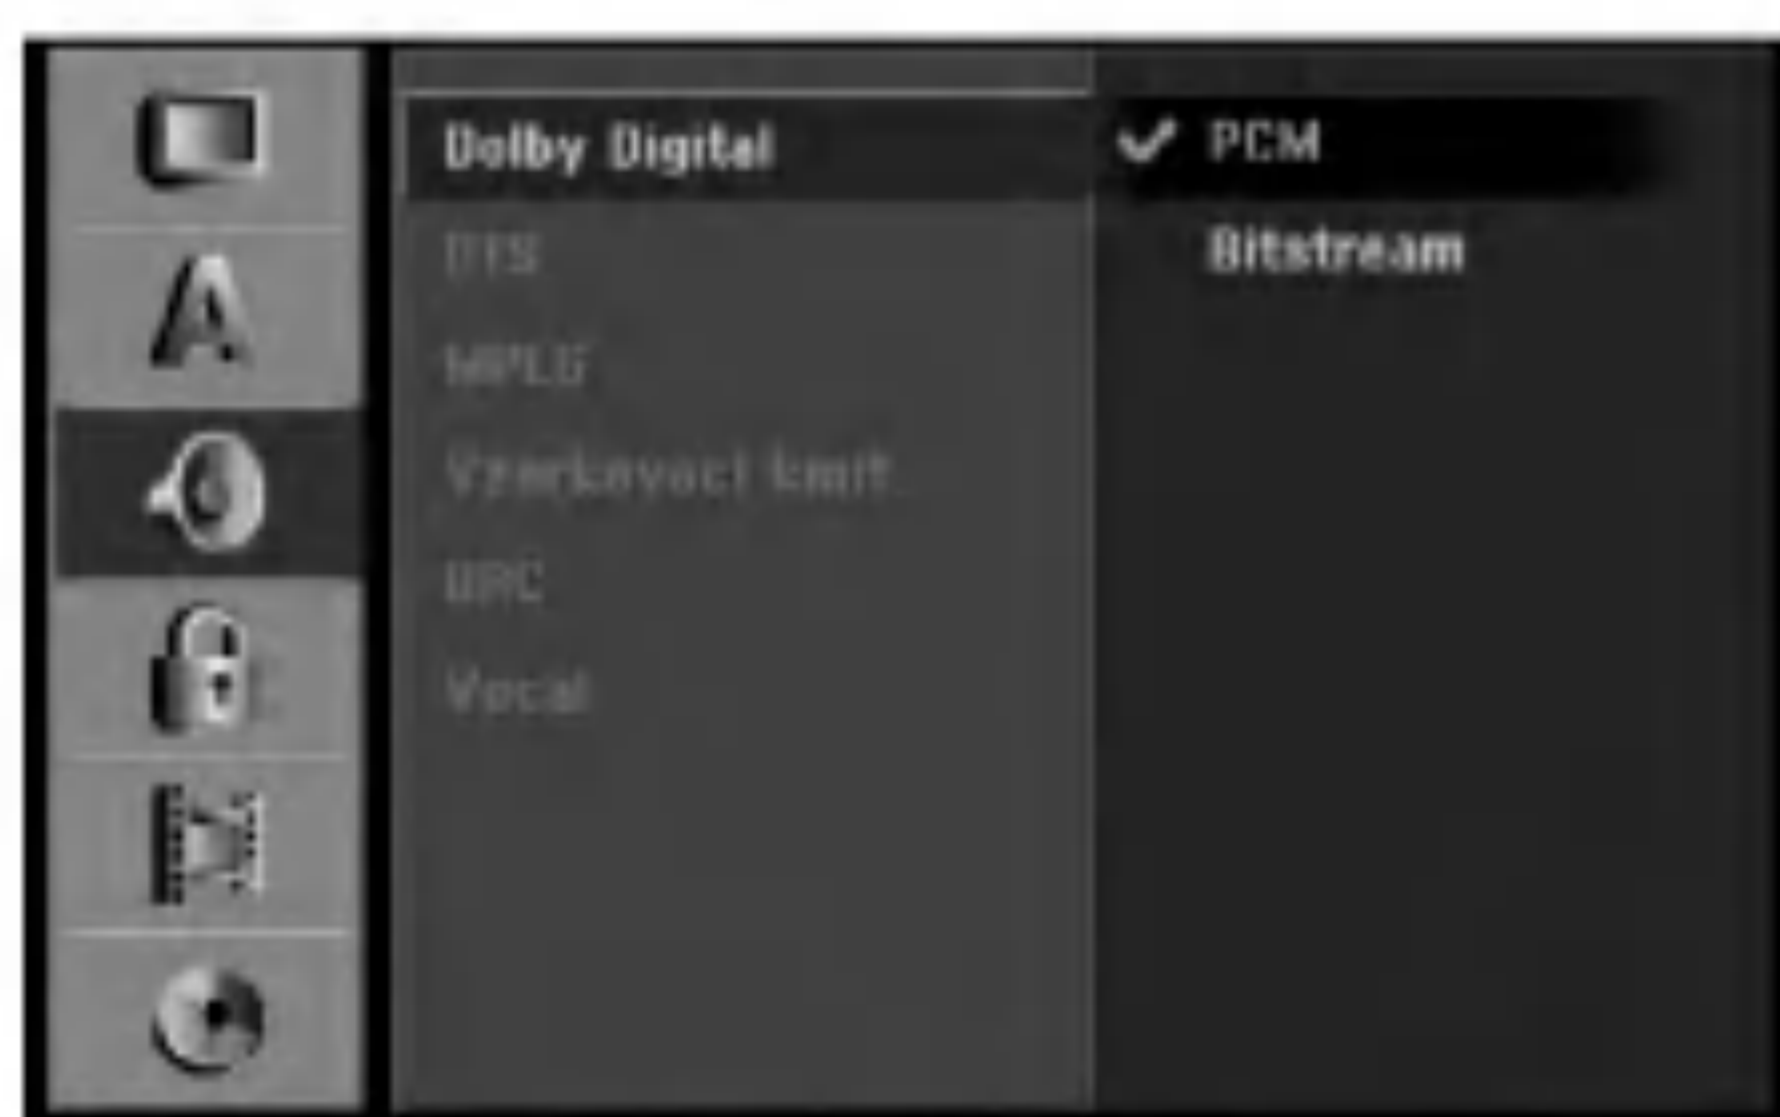 Dolby Digital
PCM
Bitstream
DTS
MPEG
Vzorkovací kmit.
DRC
Vocal